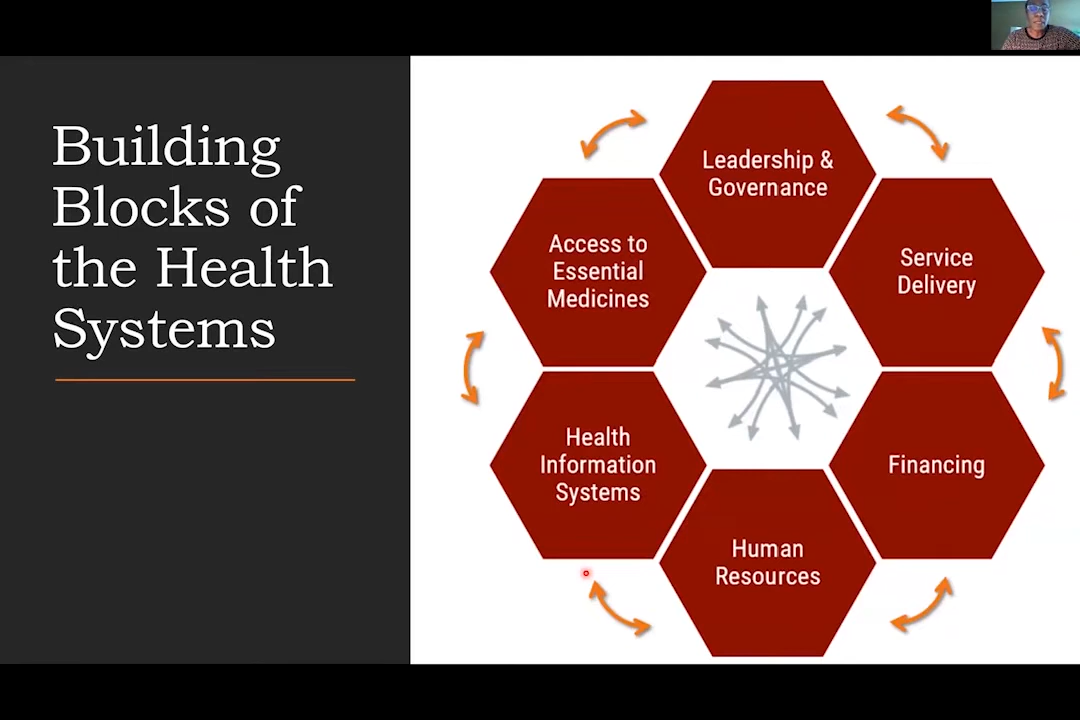 Building
Blocks of
the Health
Systems
Leadership &
Governance
Access to
Essential
Medicines
Service
Delivery
Health
Information
Systems
Financing
Human
Resources